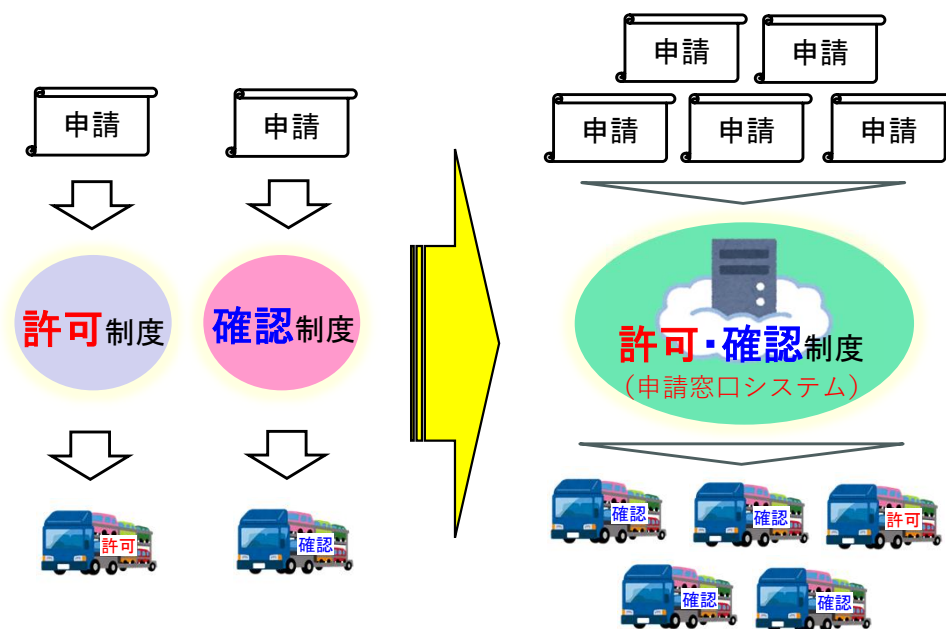 申請
申請
許可制度
確認制度
許可
確認
申請
申請
申請
申請
申請
許可・確認制度
(申請窓口システム)
確認
確認
許可
確認
確認